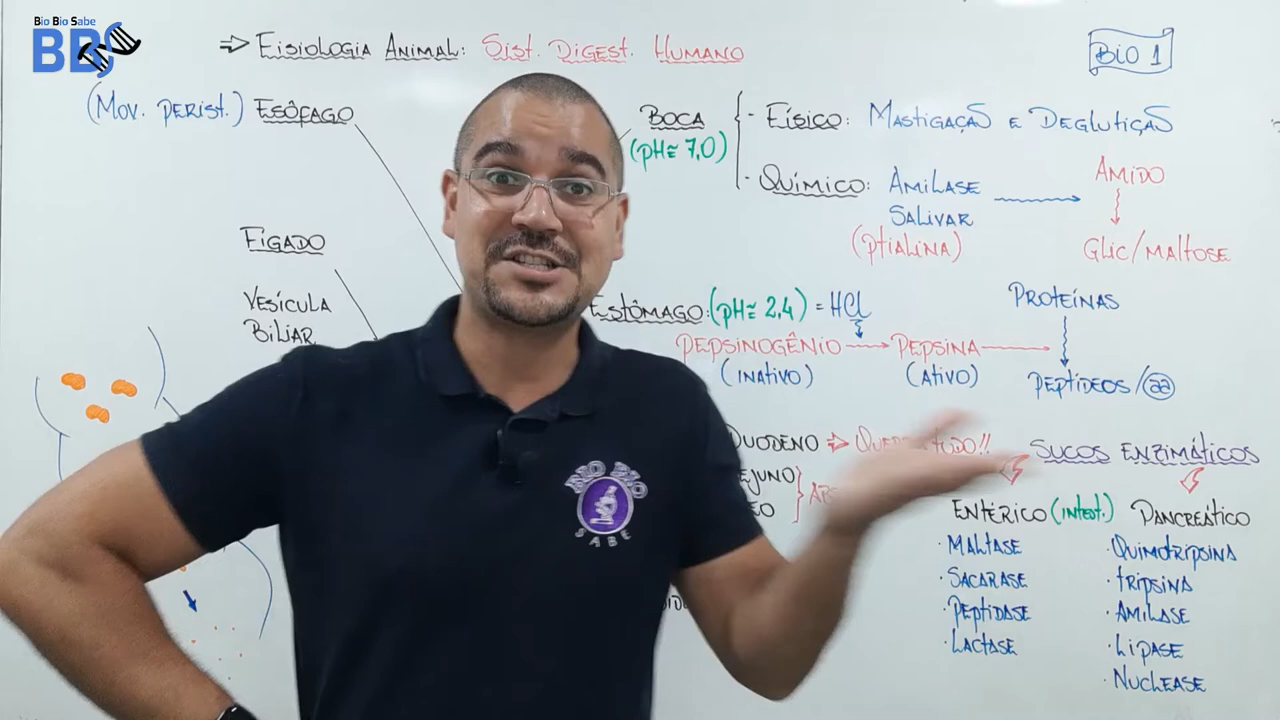 Bio Bio Sabe
BBS
⇒ Fisiologia Animal: Sist. Digest. Humano
BIO 1
(Mov. perist.) Esôfago
Boca
(pH≅ 7,0)
- Físico: Mastigação e Deglutição
- Químico: Amilase
Salivar
(ptialina)
Amido
Glic/Maltose
Fígado
Vesícula
Biliar
Estômago: (pH≅ 2,4) = HCl
Pepsinogênio
(inativo)
Pepsina
(ativo)
Proteínas
Peptídeos/aa
Duodeno ⇒
tudo!!
Sucos Enzimáticos
Entérico (intest.)
· Maltase
· Sacarase
· Peptidase
· Lactase
Pancreático
· Quimotripsina
· Tripsina
· Amilase
· Lipase
· Nuclease
BIO BIO
SABE